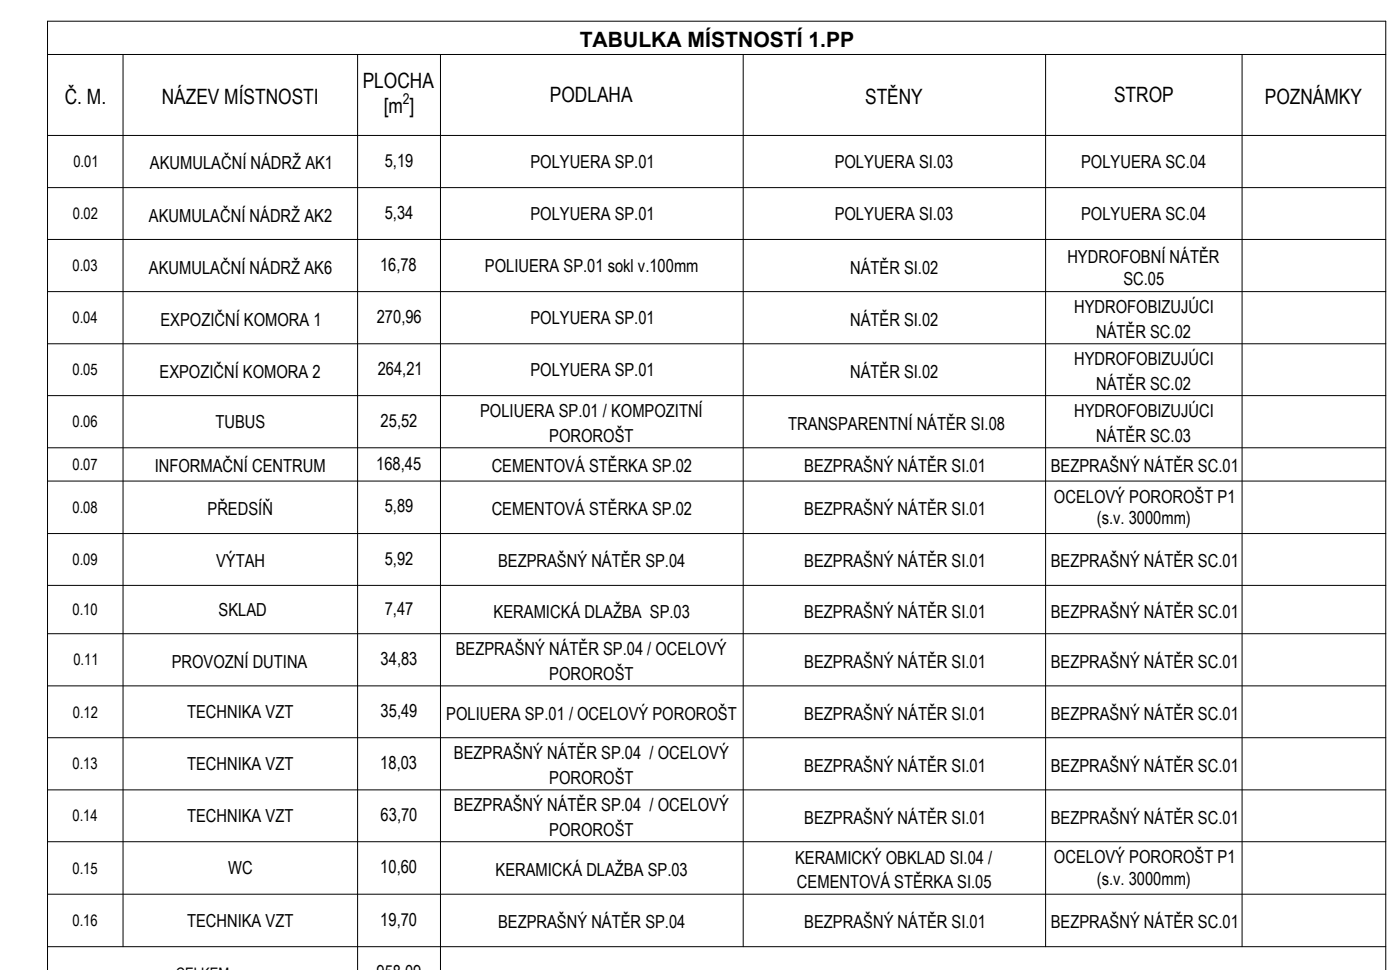 TABULKA MÍSTNOSTÍ 1.PP
Č. M. NÁZEV MÍSTNOSTI PLOCHA [m²] PODLAHA STĚNY STROP POZNÁMKY
0.01 AKUMULAČNÍ NÁDRŽ AK1 5,19 POLYUERA SP.01 POLYUERA SI.03 POLYUERA SC.04
0.02 AKUMULAČNÍ NÁDRŽ AK2 5,34 POLYUERA SP.01 POLYUERA SI.03 POLYUERA SC.04
0.03 AKUMULAČNÍ NÁDRŽ AK6 16,78 POLIUERA SP.01 sokl v.100mm NÁTĚR SI.02 HYDROFOBNÍ NÁTĚR SC.05
0.04 EXPOZIČNÍ KOMORA 1 270,96 POLYUERA SP.01 NÁTĚR SI.02 HYDROFOBIZUJÚCI NÁTĚR SC.02
0.05 EXPOZIČNÍ KOMORA 2 264,21 POLYUERA SP.01 NÁTĚR SI.02 HYDROFOBIZUJÚCI NÁTĚR SC.02
0.06 TUBUS 25,52 POLIUERA SP.01 / KOMPOZITNÍ POROROŠT TRANSPARENTNÍ NÁTĚR SI.08 HYDROFOBIZUJÚCI NÁTĚR SC.03
0.07 INFORMAČNÍ CENTRUM 168,45 CEMENTOVÁ STĚRKA SP.02 BEZPRAŠNÝ NÁTĚR SI.01 BEZPRAŠNÝ NÁTĚR SC.01
0.08 PŘEDSÍŇ 5,89 CEMENTOVÁ STĚRKA SP.02 BEZPRAŠNÝ NÁTĚR SI.01 OCELOVÝ POROROŠT P1 (s.v. 3000mm)
0.09 VÝTAH 5,92 BEZPRAŠNÝ NÁTĚR SP.04 BEZPRAŠNÝ NÁTĚR SI.01 BEZPRAŠNÝ NÁTĚR SC.01
0.10 SKLAD 7,47 KERAMICKÁ DLAŽBA SP.03 BEZPRAŠNÝ NÁTĚR SI.01 BEZPRAŠNÝ NÁTĚR SC.01
0.11 PROVOZNÍ DUTINA 34,83 BEZPRAŠNÝ NÁTĚR SP.04 / OCELOVÝ POROROŠT BEZPRAŠNÝ NÁTĚR SI.01 BEZPRAŠNÝ NÁTĚR SC.01
0.12 TECHNIKA VZT 35,49 POLIUERA SP.01 / OCELOVÝ POROROŠT BEZPRAŠNÝ NÁTĚR SI.01 BEZPRAŠNÝ NÁTĚR SC.01
0.13 TECHNIKA VZT 18,03 BEZPRAŠNÝ NÁTĚR SP.04 / OCELOVÝ POROROŠT BEZPRAŠNÝ NÁTĚR SI.01 BEZPRAŠNÝ NÁTĚR SC.01
0.14 TECHNIKA VZT 63,70 BEZPRAŠNÝ NÁTĚR SP.04 / OCELOVÝ POROROŠT BEZPRAŠNÝ NÁTĚR SI.01 BEZPRAŠNÝ NÁTĚR SC.01
0.15 WC 10,60 KERAMICKÁ DLAŽBA SP.03 KERAMICKÝ OBKLAD SI.04 / CEMENTOVÁ STĚRKA SI.05 OCELOVÝ POROROŠT P1 (s.v. 3000mm)
0.16 TECHNIKA VZT 19,70 BEZPRAŠNÝ NÁTĚR SP.04 BEZPRAŠNÝ NÁTĚR SI.01 BEZPRAŠNÝ NÁTĚR SC.01